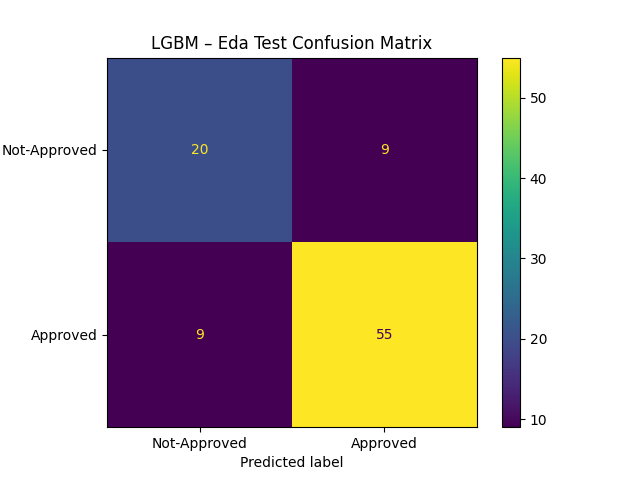 LGBM – Eda Test Confusion Matrix
Not-Approved
20
9
Approved
9
55
Not-Approved
Approved
Predicted label
50
40
30
20
10